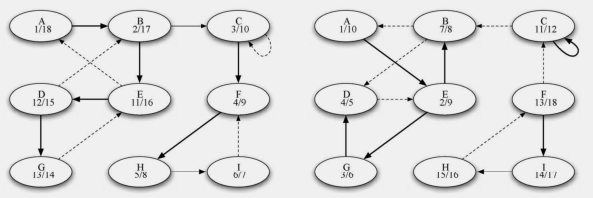 A
1/18
B
2/17
C
3/10
D
12/15
E
11/16
F
4/9
G
13/14
H
5/8
I
6/7
A
1/10
B
7/8
C
11/12
D
4/5
E
2/9
F
13/18
G
3/6
H
15/16
I
14/17